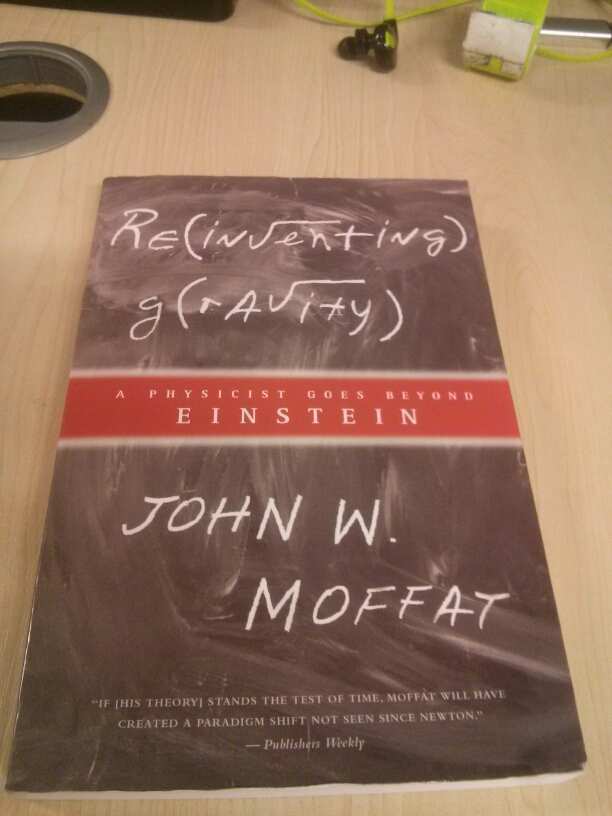 RE(inventing)
g(rAvity)
A PHYSICIST GOES BEYOND
EINSTEIN
JOHN W.
MOFFAT
"IF [HIS THEORY] STANDS THE TEST OF TIME, MOFFAT WILL HAVE
CREATED A PARADIGM SHIFT NOT SEEN SINCE NEWTON."
— Publishers Weekly